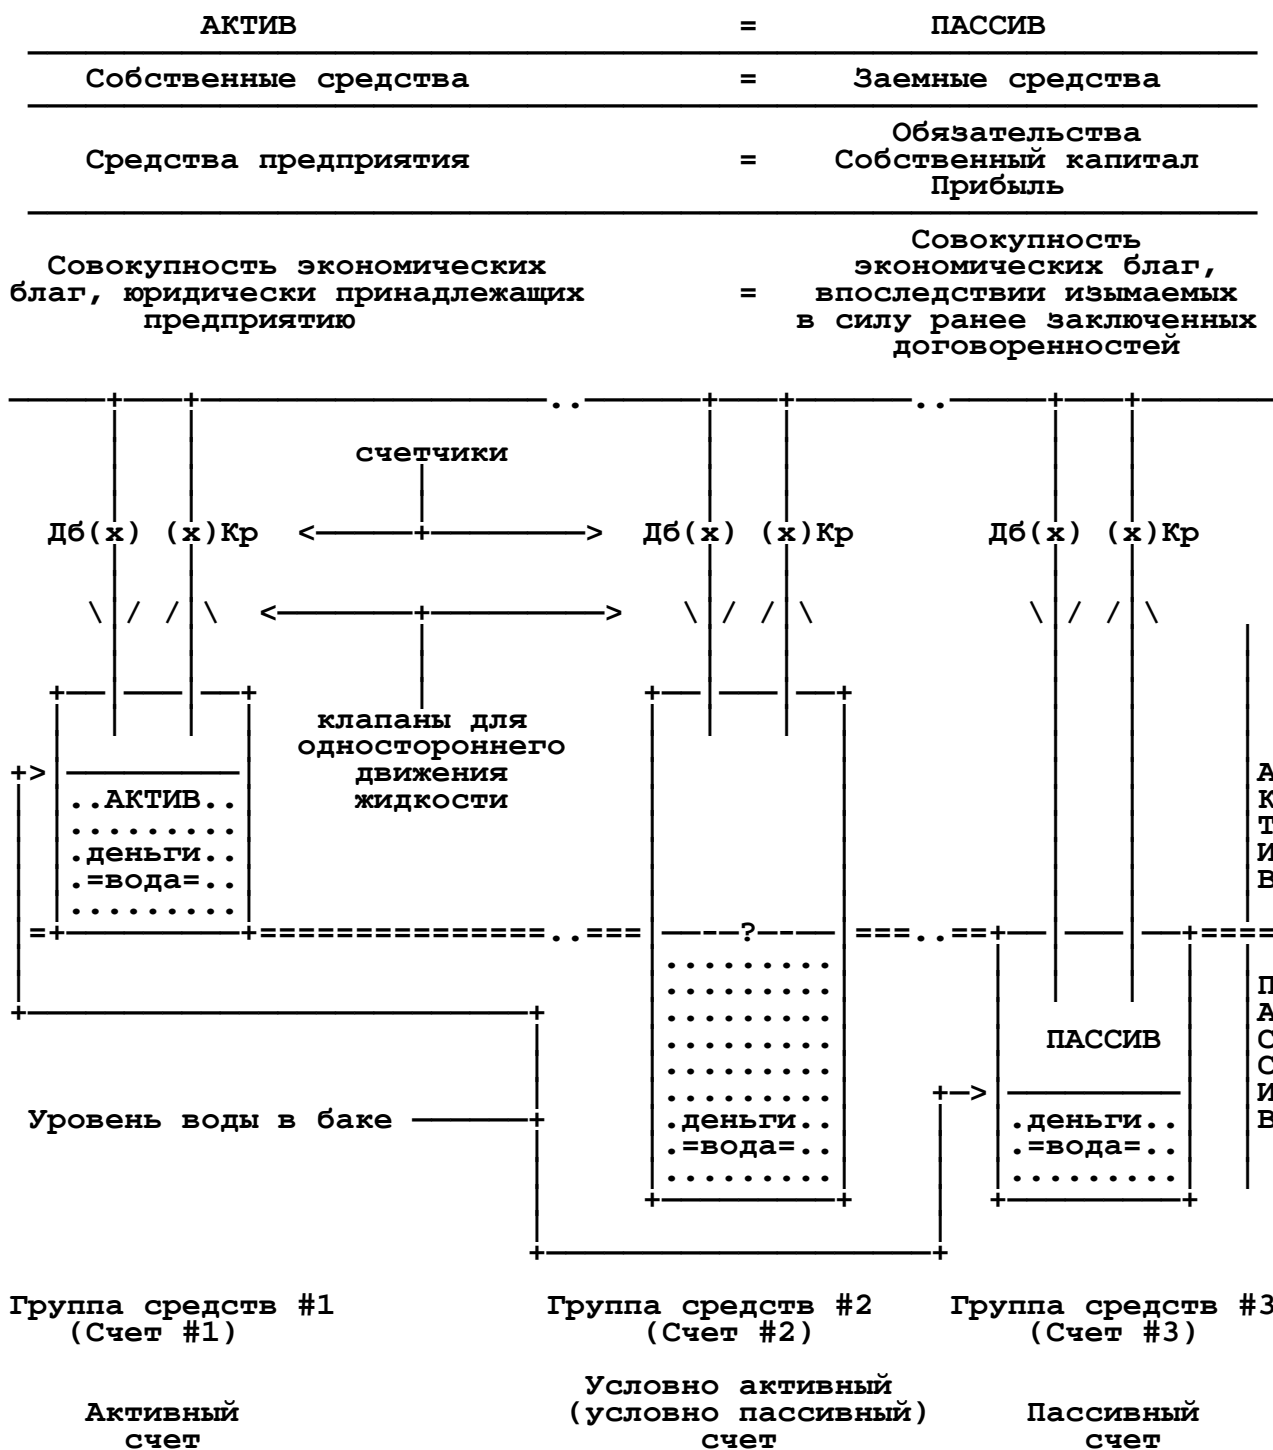 АКТИВ = ПАССИВ
Собственные средства = Заемные средства
Обязательства
Средства предприятия = Собственный капитал
Прибыль
Совокупность
Совокупность экономических экономических благ,
благ, юридически принадлежащих = впоследствии изымаемых
предприятию в силу ранее заключенных
договоренностей
счетчики
Дб(х) (х)Кр Дб(х) (х)Кр Дб(х) (х)Кр
клапаны для
одностороннего
движения
жидкости
..АКТИВ..
.деньги..
.=вода=..
?
АКТИВ
ПАССИВ
ПАССИВ
Уровень воды в баке
.деньги.. .деньги..
.=вода=.. .=вода=..
Группа средств #1 Группа средств #2 Группа средств #3
(Счет #1) (Счет #2) (Счет #3)
Условно активный
Активный (условно пассивный) Пассивный
счет счет счет